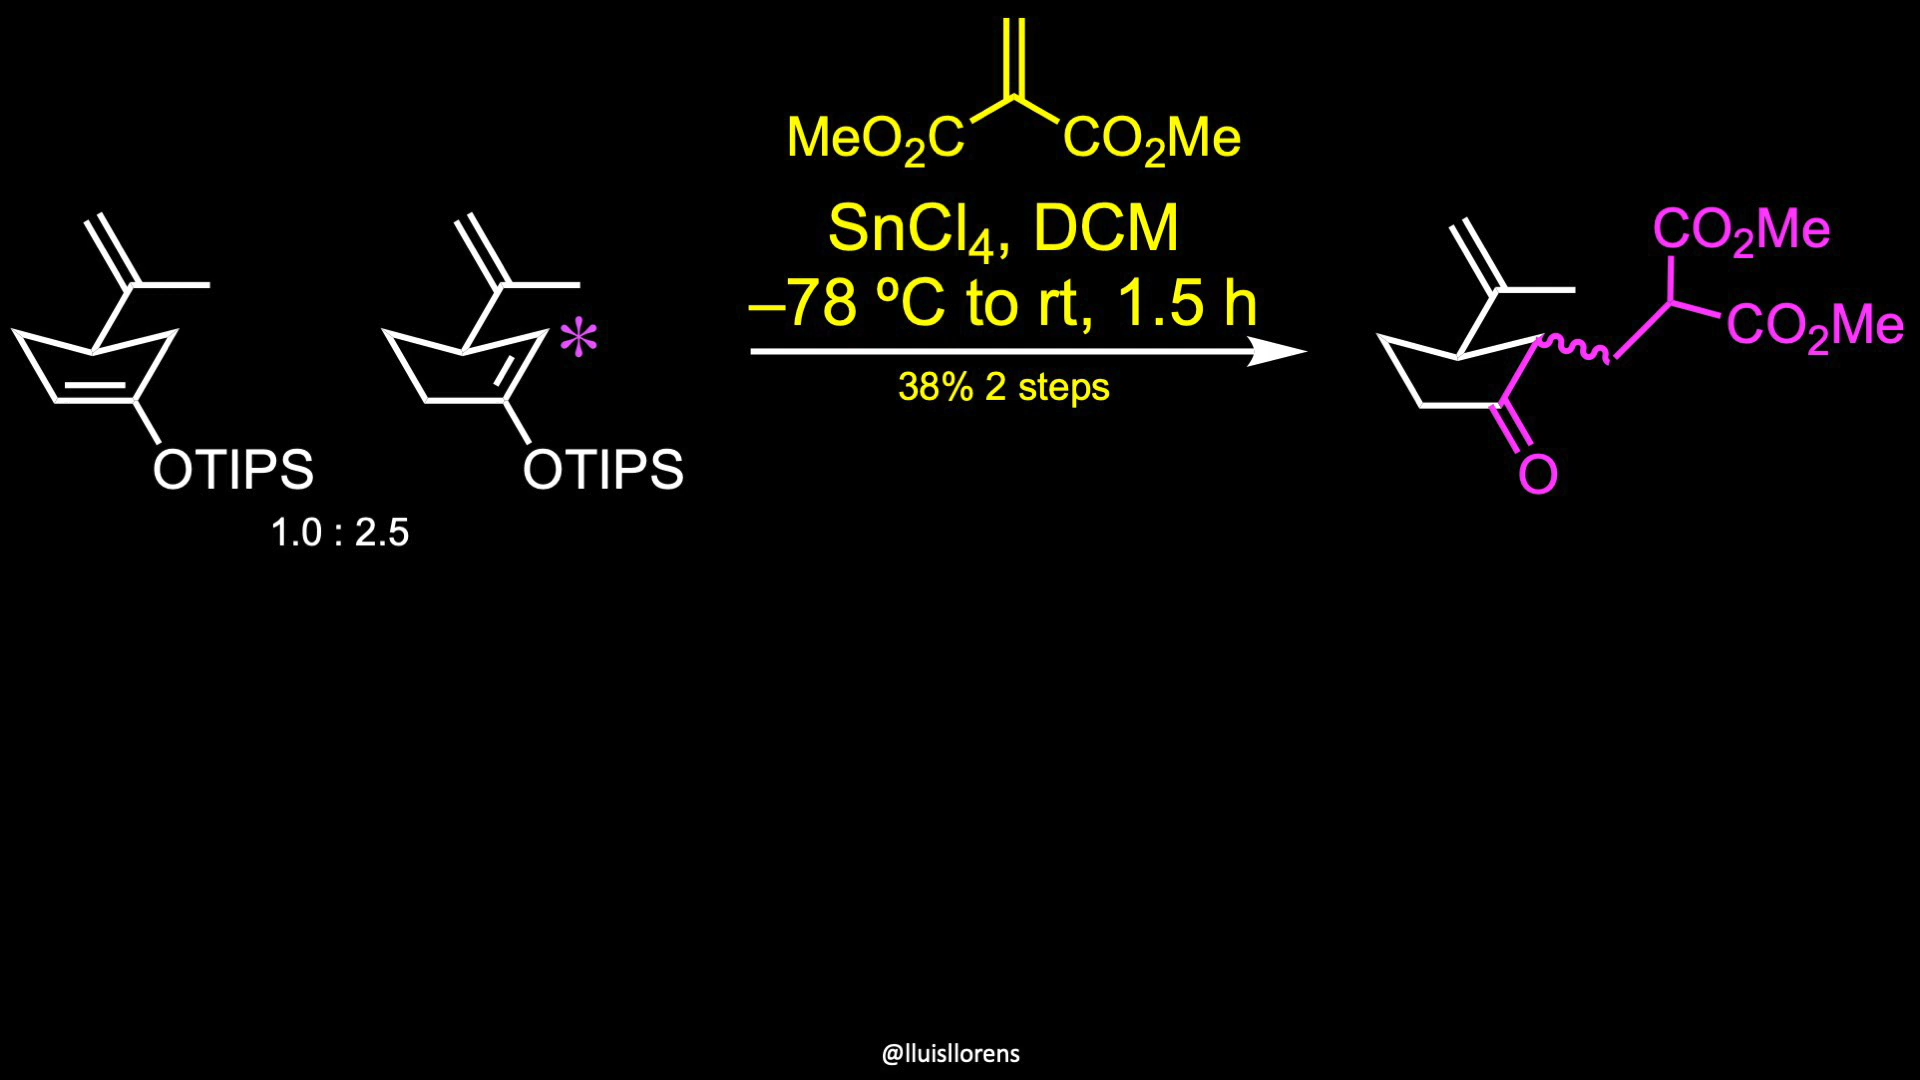 MeO2C CO2Me
SnCl4, DCM
–78 ºC to rt, 1.5 h
38% 2 steps
*
OTIPS OTIPS
1.0 : 2.5
CO2Me
CO2Me
O
@lluisllorens